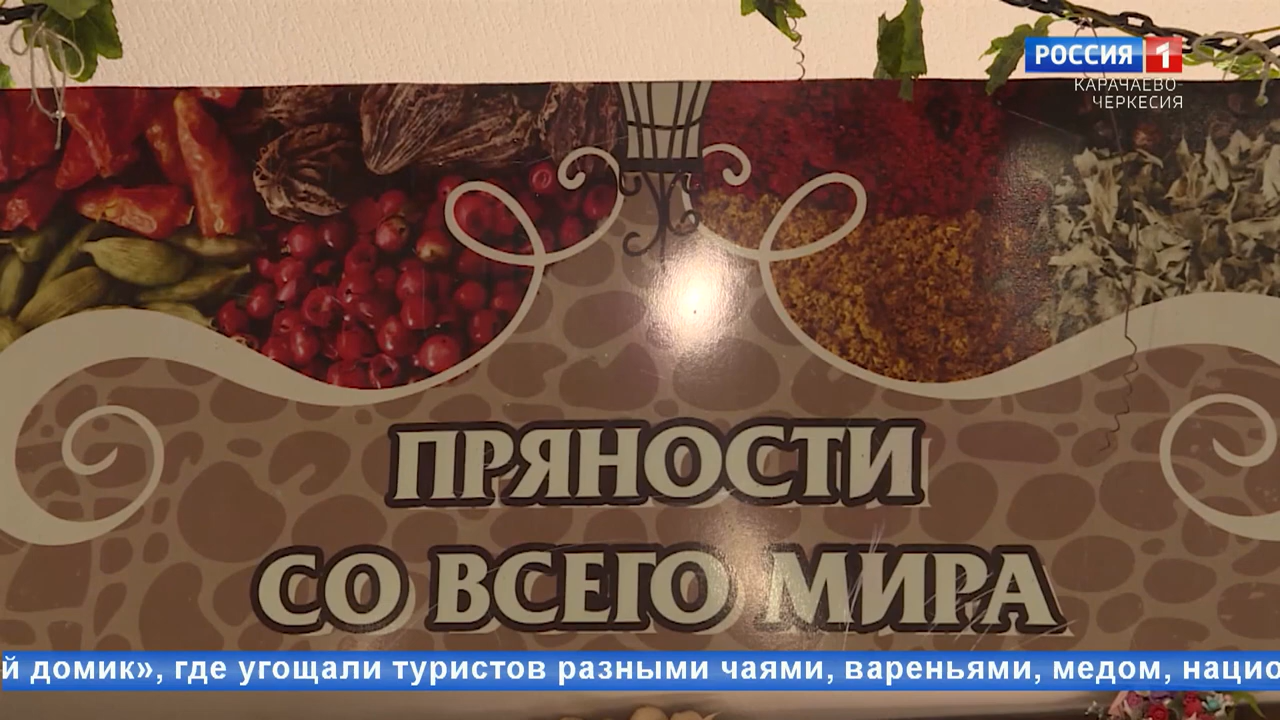 РОССИЯ 1
КАРАЧАЕВО-
ЧЕРКЕСИЯ
ПРЯНОСТИ
СО ВСЕГО МИРА
й домик», где угощали туристов разными чаями, вареньями, медом, нацио